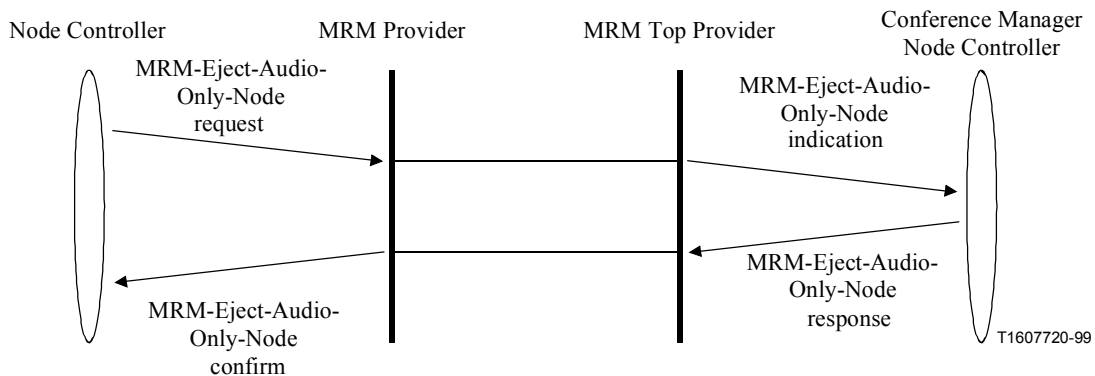 Node Controller
MRM Provider
MRM Top Provider
Conference Manager
Node Controller
MRM-Eject-Audio-
Only-Node
request
MRM-Eject-Audio-
Only-Node
indication
MRM-Eject-Audio-
Only-Node
response
MRM-Eject-Audio-
Only-Node
confirm
T1607720-99